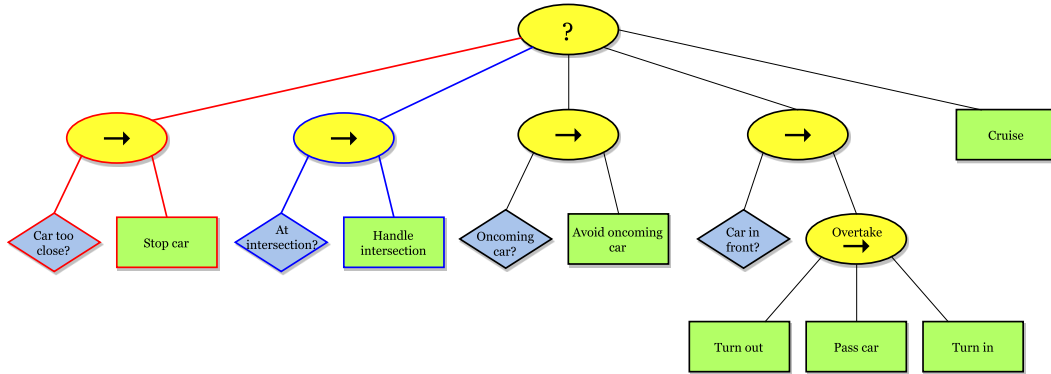 ?
→
→
→
→
Cruise
Car too
close?
Stop car
At
intersection?
Handle
intersection
Oncoming
car?
Avoid oncoming
car
Car in
front?
Overtake
→
Turn out
Pass car
Turn in